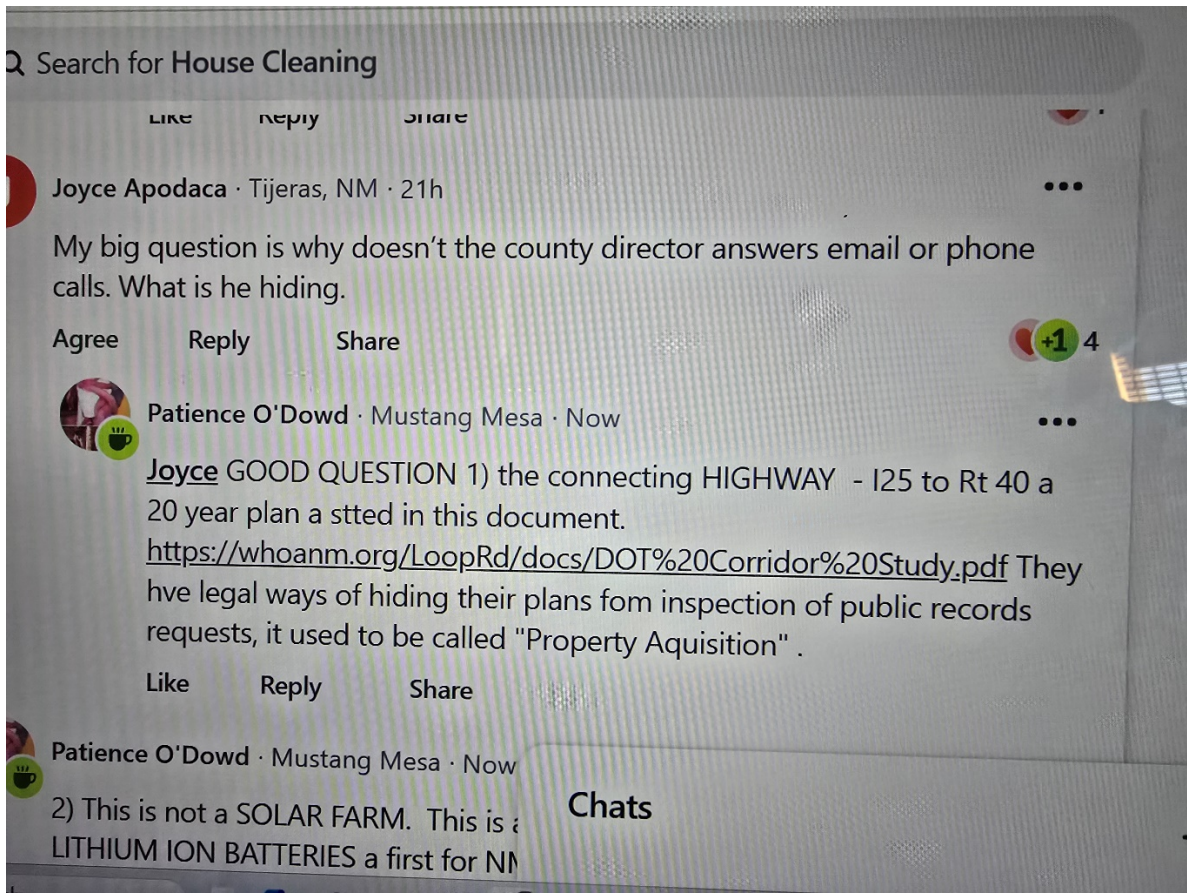 Search for House Cleaning
Like Reply Share
Joyce Apodaca · Tijeras, NM · 21h
My big question is why doesn't the county director answers email or phone
calls. What is he hiding.
Agree Reply Share
+1 4
Patience O'Dowd · Mustang Mesa · Now
Joyce GOOD QUESTION 1) the connecting HIGHWAY - I25 to Rt 40 a
20 year plan a stted in this document.
https://whoanm.org/LoopRd/docs/DOT%20Corridor%20Study.pdf They
hve legal ways of hiding their plans fom inspection of public records
requests, it used to be called "Property Aquisition" .
Like Reply Share
Patience O'Dowd · Mustang Mesa · Now
2) This is not a SOLAR FARM. This is
LITHIUM ION BATTERIES a first for
Chats